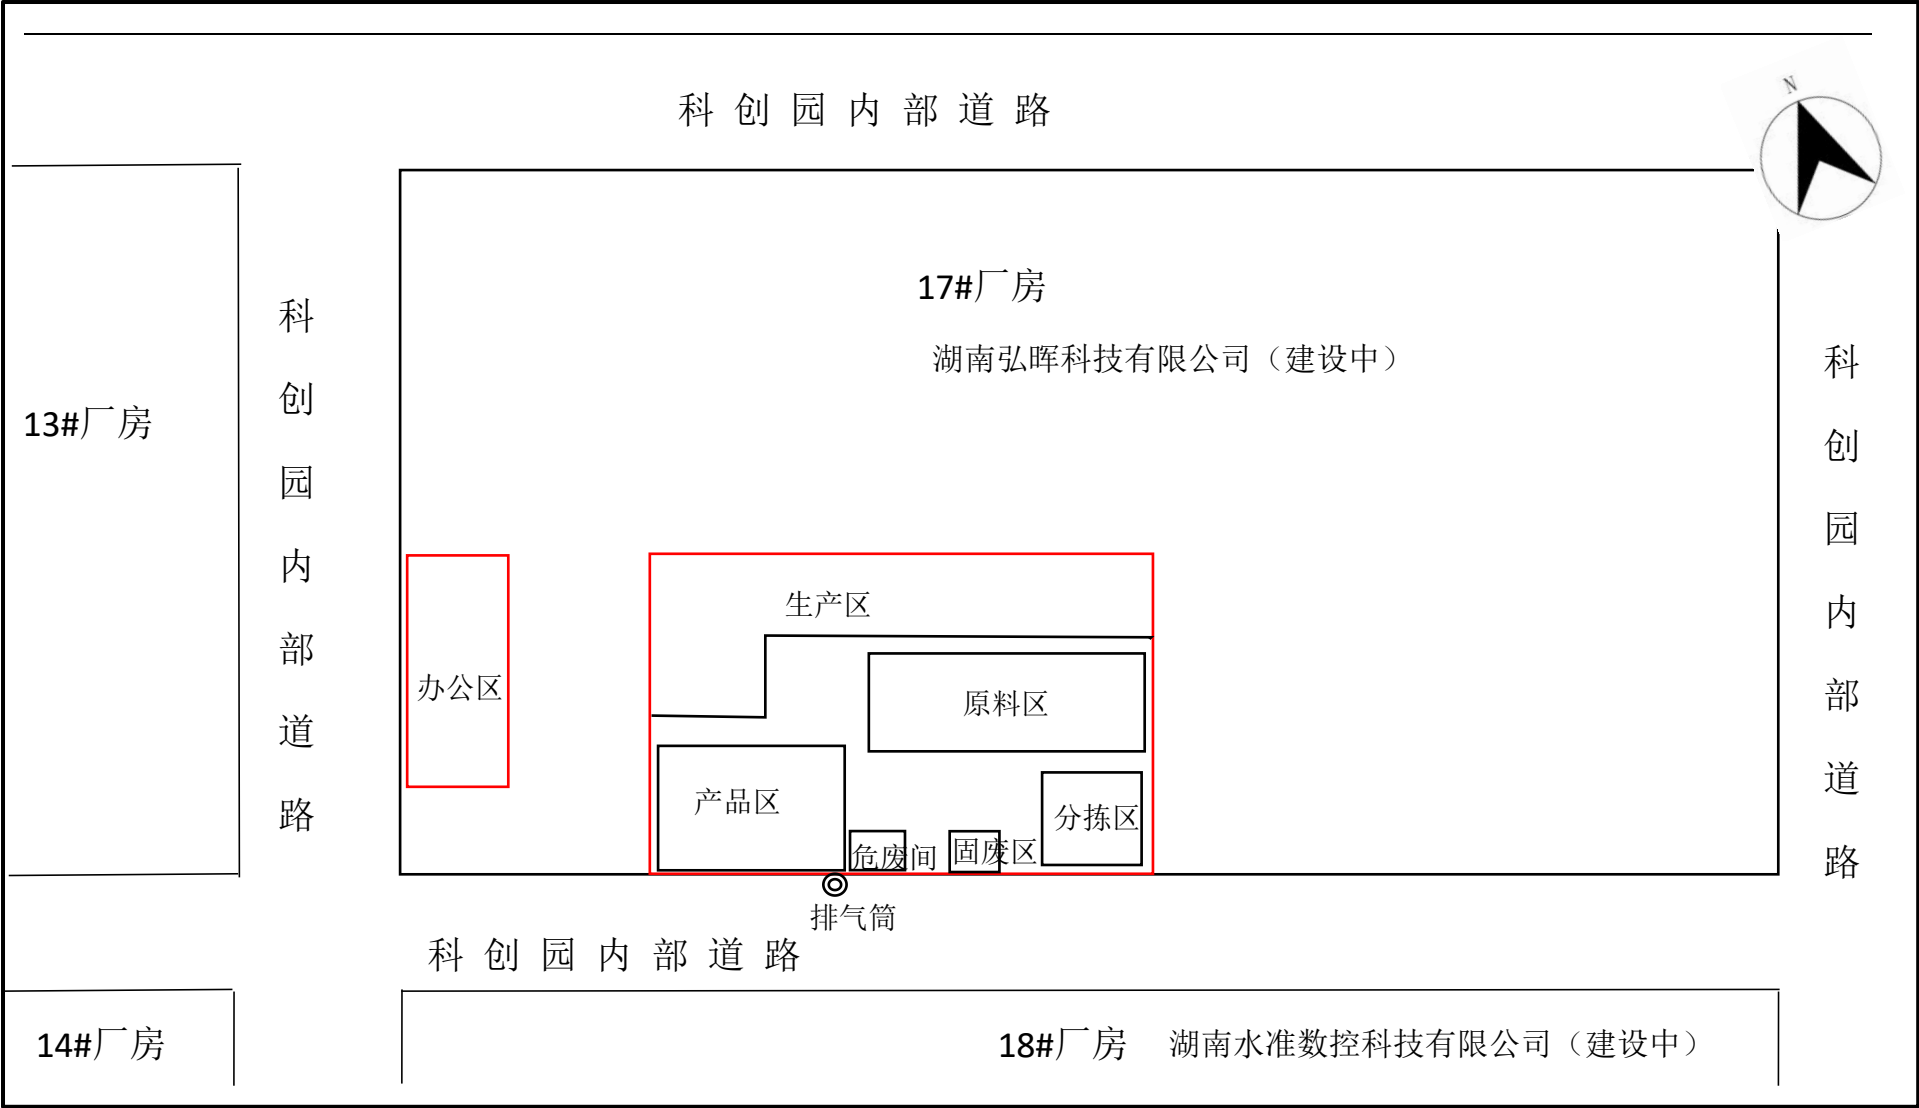 N
科创园内部道路
17#厂房
湖南弘晖科技有限公司（建设中）
13#厂房
科创园内部道路
科创园内部道路
生产区
办公区
原料区
产品区
分拣区
危废间
固废区
排气筒
科创园内部道路
14#厂房
18#厂房 湖南水准数控科技有限公司（建设中）